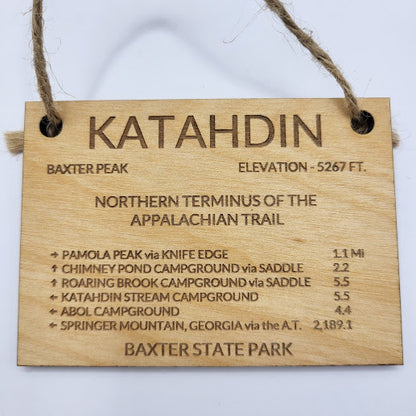 KATAHDIN
BAXTER PEAK ELEVATION - 5267 FT.
NORTHERN TERMINUS OF THE
APPALACHIAN TRAIL
→ PAMOLA PEAK via KNIFE EDGE 1.1 Mi
↑ CHIMNEY POND CAMPGROUND via SADDLE 2.2
↑ ROARING BROOK CAMPGROUND via SADDLE 5.5
← KATAHDIN STREAM CAMPGROUND 5.5
← ABOL CAMPGROUND 4.4
← SPRINGER MOUNTAIN, GEORGIA via the A.T. 2,189.1
BAXTER STATE PARK